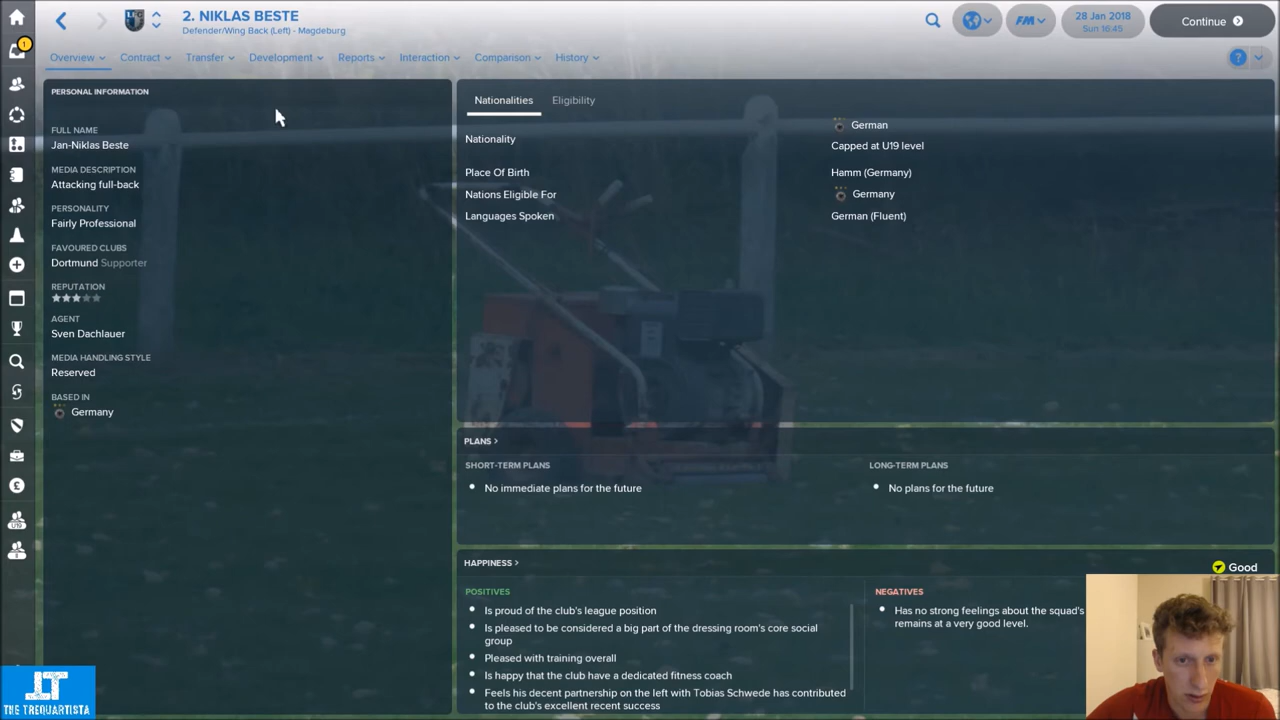 2. NIKLAS BESTE
Defender/Wing Back (Left) - Magdeburg
FM
28 Jan 2018
Sun 16:45
Continue
1
Overview
Contract
Transfer
Development
Reports
Interaction
Comparison
History
?
PERSONAL INFORMATION
FULL NAME
Jan-Niklas Beste
MEDIA DESCRIPTION
Attacking full-back
PERSONALITY
Fairly Professional
FAVOURED CLUBS
Dortmund Supporter
REPUTATION
AGENT
Sven Dachlauer
MEDIA HANDLING STYLE
Reserved
BASED IN
Germany
Nationalities Eligibility
Nationality
German
Capped at U19 level
Place Of Birth Hamm (Germany)
Nations Eligible For Germany
Languages Spoken German (Fluent)
PLANS >
SHORT-TERM PLANS
No immediate plans for the future
LONG-TERM PLANS
No plans for the future
HAPPINESS >
Good
POSITIVES
Is proud of the club's league position
Is pleased to be considered a big part of the dressing room's core social
group
Pleased with training overall
Is happy that the club have a dedicated fitness coach
Feels his decent partnership on the left with Tobias Schwede has contributed
to the club's excellent recent success
NEGATIVES
Has no strong feelings about the squad's
remains at a very good level.
THE TREQUARTISTA